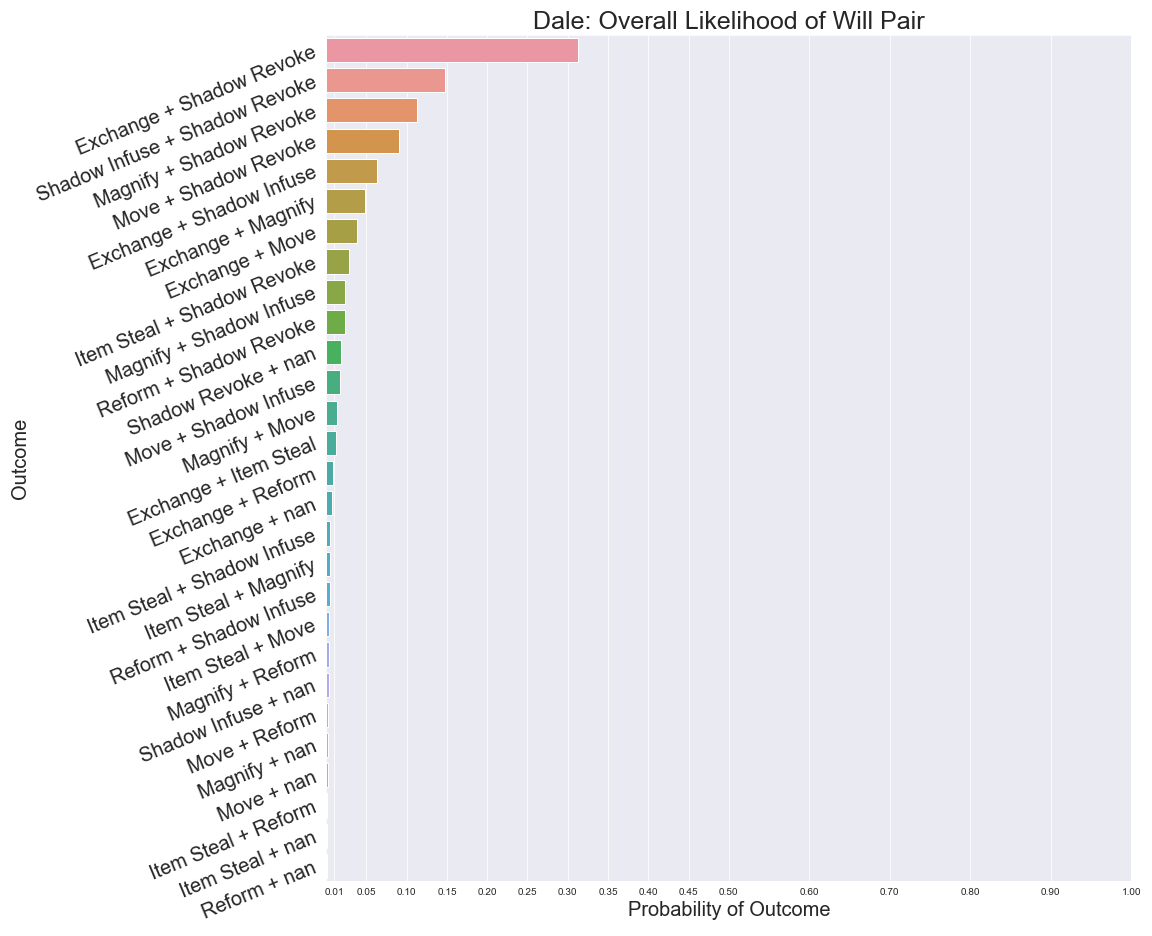 Dale: Overall Likelihood of Will Pair
Exchange + Shadow Revoke
Shadow Infuse + Shadow Revoke
Magnify + Shadow Revoke
Move + Shadow Revoke
Exchange + Shadow Infuse
Exchange + Magnify
Exchange + Move
Item Steal + Shadow Revoke
Magnify + Shadow Infuse
Reform + Shadow Revoke
Shadow Revoke + nan
Move + Shadow Infuse
Magnify + Move
Exchange + Item Steal
Exchange + Reform
Exchange + nan
Item Steal + Shadow Infuse
Item Steal + Magnify
Reform + Shadow Infuse
Item Steal + Move
Magnify + Reform
Shadow Infuse + nan
Move + Reform
Magnify + nan
Move + nan
Item Steal + Reform
Item Steal + nan
Reform + nan
Outcome
0.01 0.05 0.10 0.15 0.20 0.25 0.30 0.35 0.40 0.45 0.50 0.60 0.70 0.80 0.90 1.00
Probability of Outcome